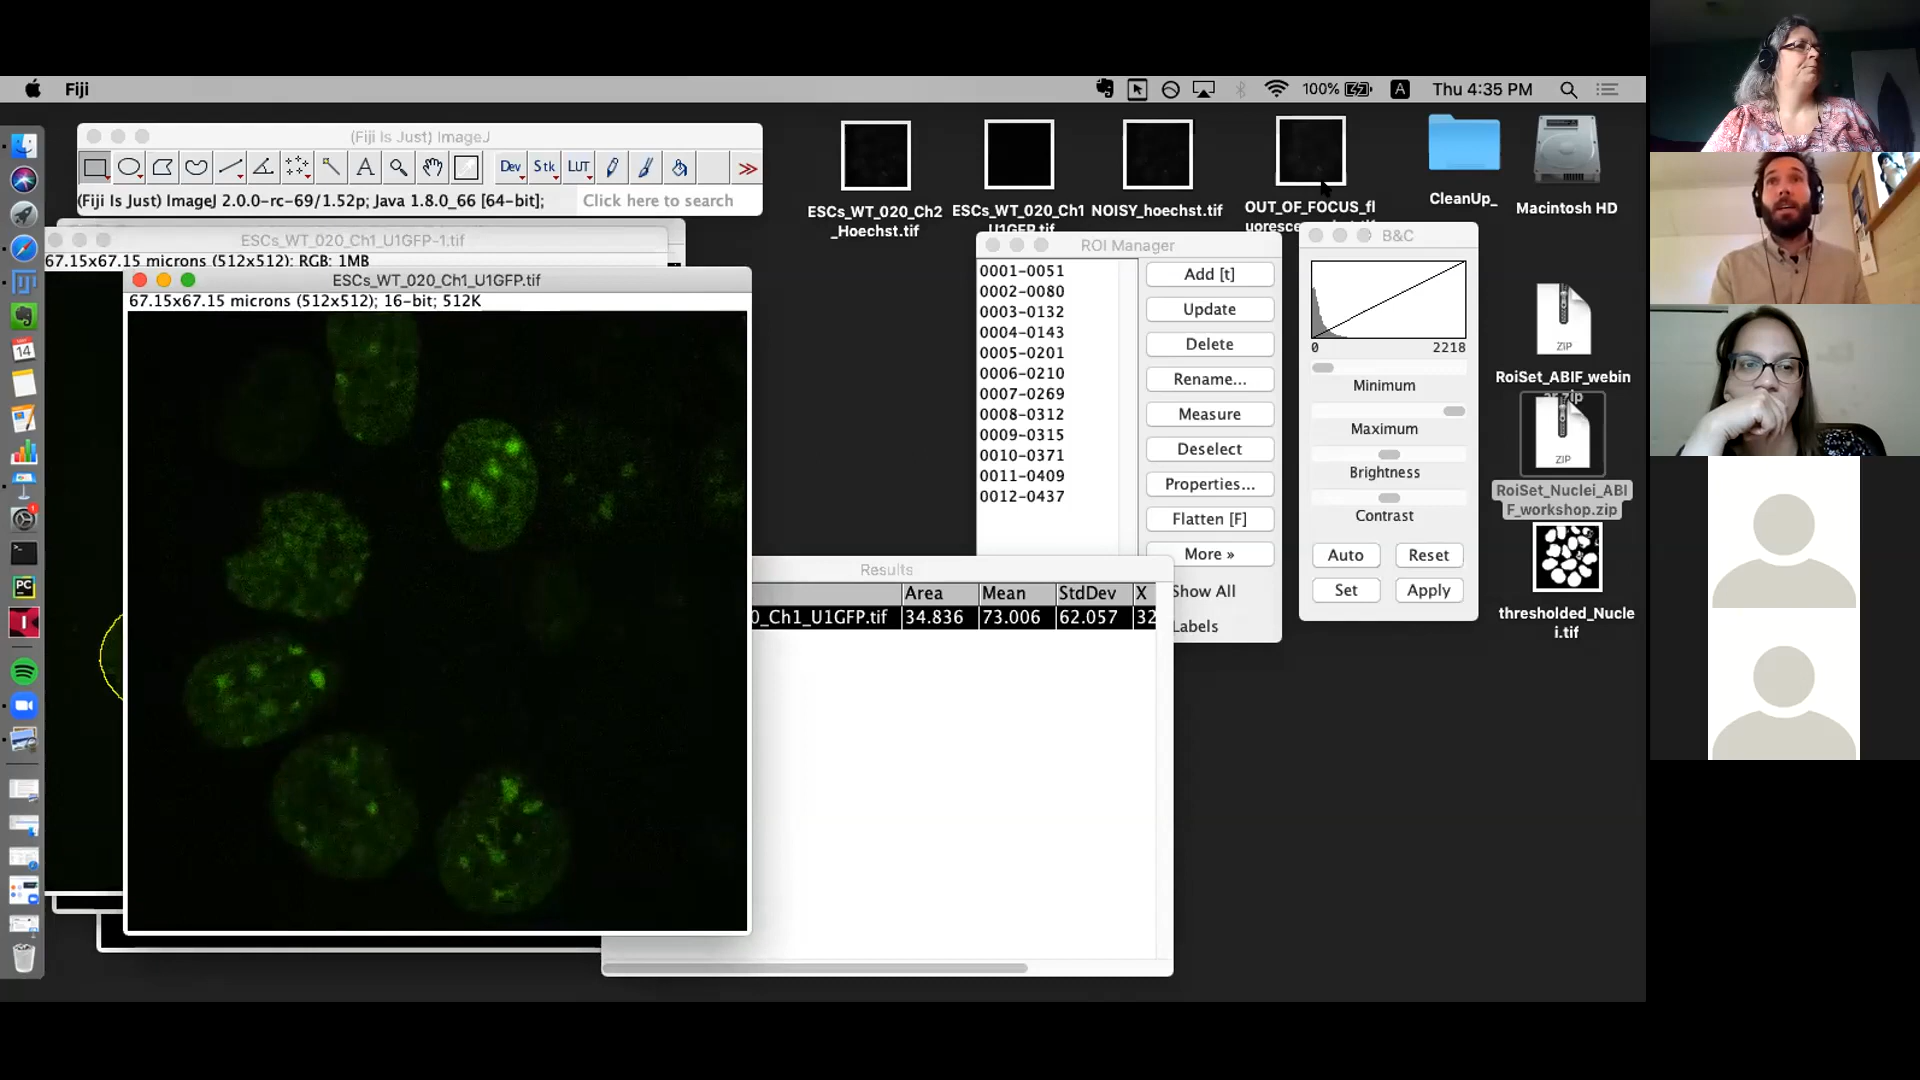 Fiji
100%
A
Thu 4:35 PM
(Fiji Is Just) ImageJ
Dev
Stk
LUT
A
(Fiji Is Just) ImageJ 2.0.0-rc-69/1.52p; Java 1.8.0_66 [64-bit];
Click here to search
ESCs_WT_020_Ch1_U1GFP-1.tif
67.15x67.15 microns (512x512); RGB: 1MB
ESCs_WT_020_Ch1_U1GFP.tif
67.15x67.15 microns (512x512); 16-bit; 512K
ESCs_WT_020_Ch2
_Hoechst.tif
ESCs_WT_020_Ch1
U1GFP.tif
NOISY_hoechst.tif
OUT_OF_FOCUS_fl
CleanUp_
Macintosh HD
ROI Manager
0001-0051
0002-0080
0003-0132
0004-0143
0005-0201
0006-0210
0007-0269
0008-0312
0009-0315
0010-0371
0011-0409
0012-0437
Add [t]
Update
Delete
Rename...
Measure
Deselect
Properties...
Flatten [F]
More »
Show All
Labels
B&C
0
2218
Minimum
Maximum
Brightness
Contrast
Auto
Reset
Set
Apply
ZIP
RoiSet_ABIF_webin
ZIP
RoiSet_Nuclei_ABI
F_workshop.zip
thresholded_Nucle
i.tif
Results
Area
Mean
StdDev
X
0_Ch1_U1GFP.tif
34.836
73.006
62.057
32
14
PC
1